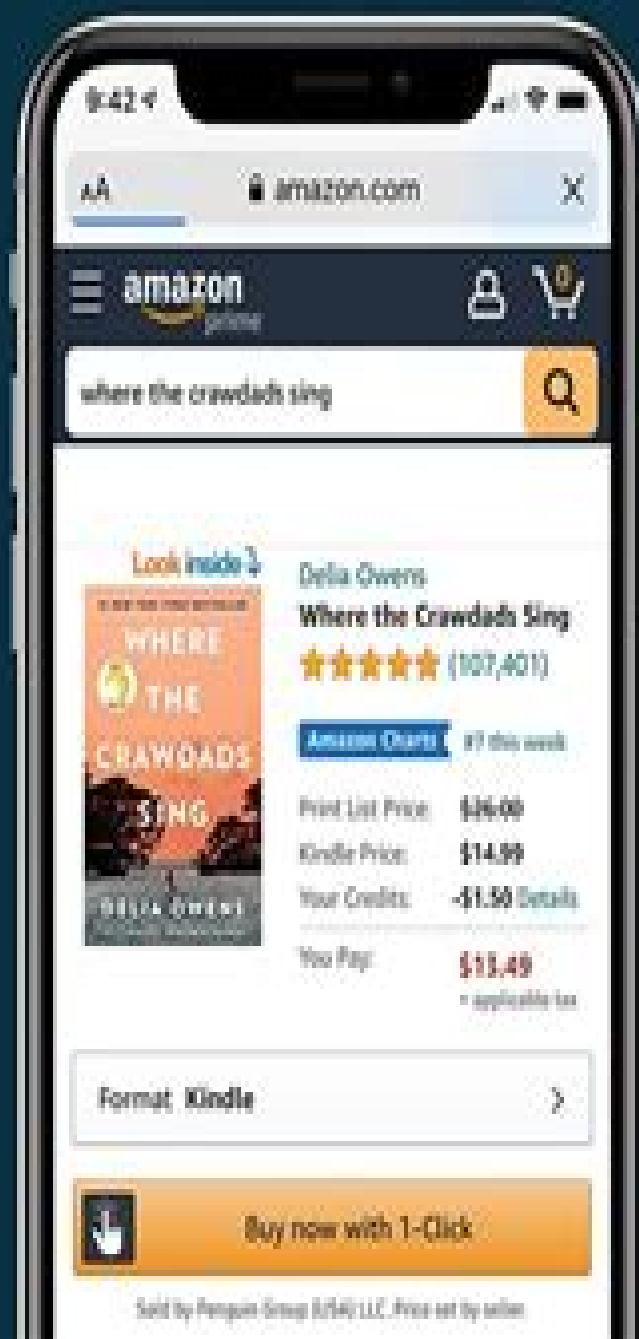 9:42
AA amazon.com X
amazon
prime
0
where the crawdads sing
Look inside
Delia Owens
Where the Crawdads Sing
(107,401)
Amazon Charts #7 this week
WHERE
THE
CRAWDADS
SING
DELIA OWENS
Print List Price: $26.00
Kindle Price: $14.99
Your Credits: -$1.50 Details
You Pay: $13.49
+ applicable tax
Format Kindle
Buy now with 1-Click
Sold by Penguin Group (USA) LLC. Price set by seller.